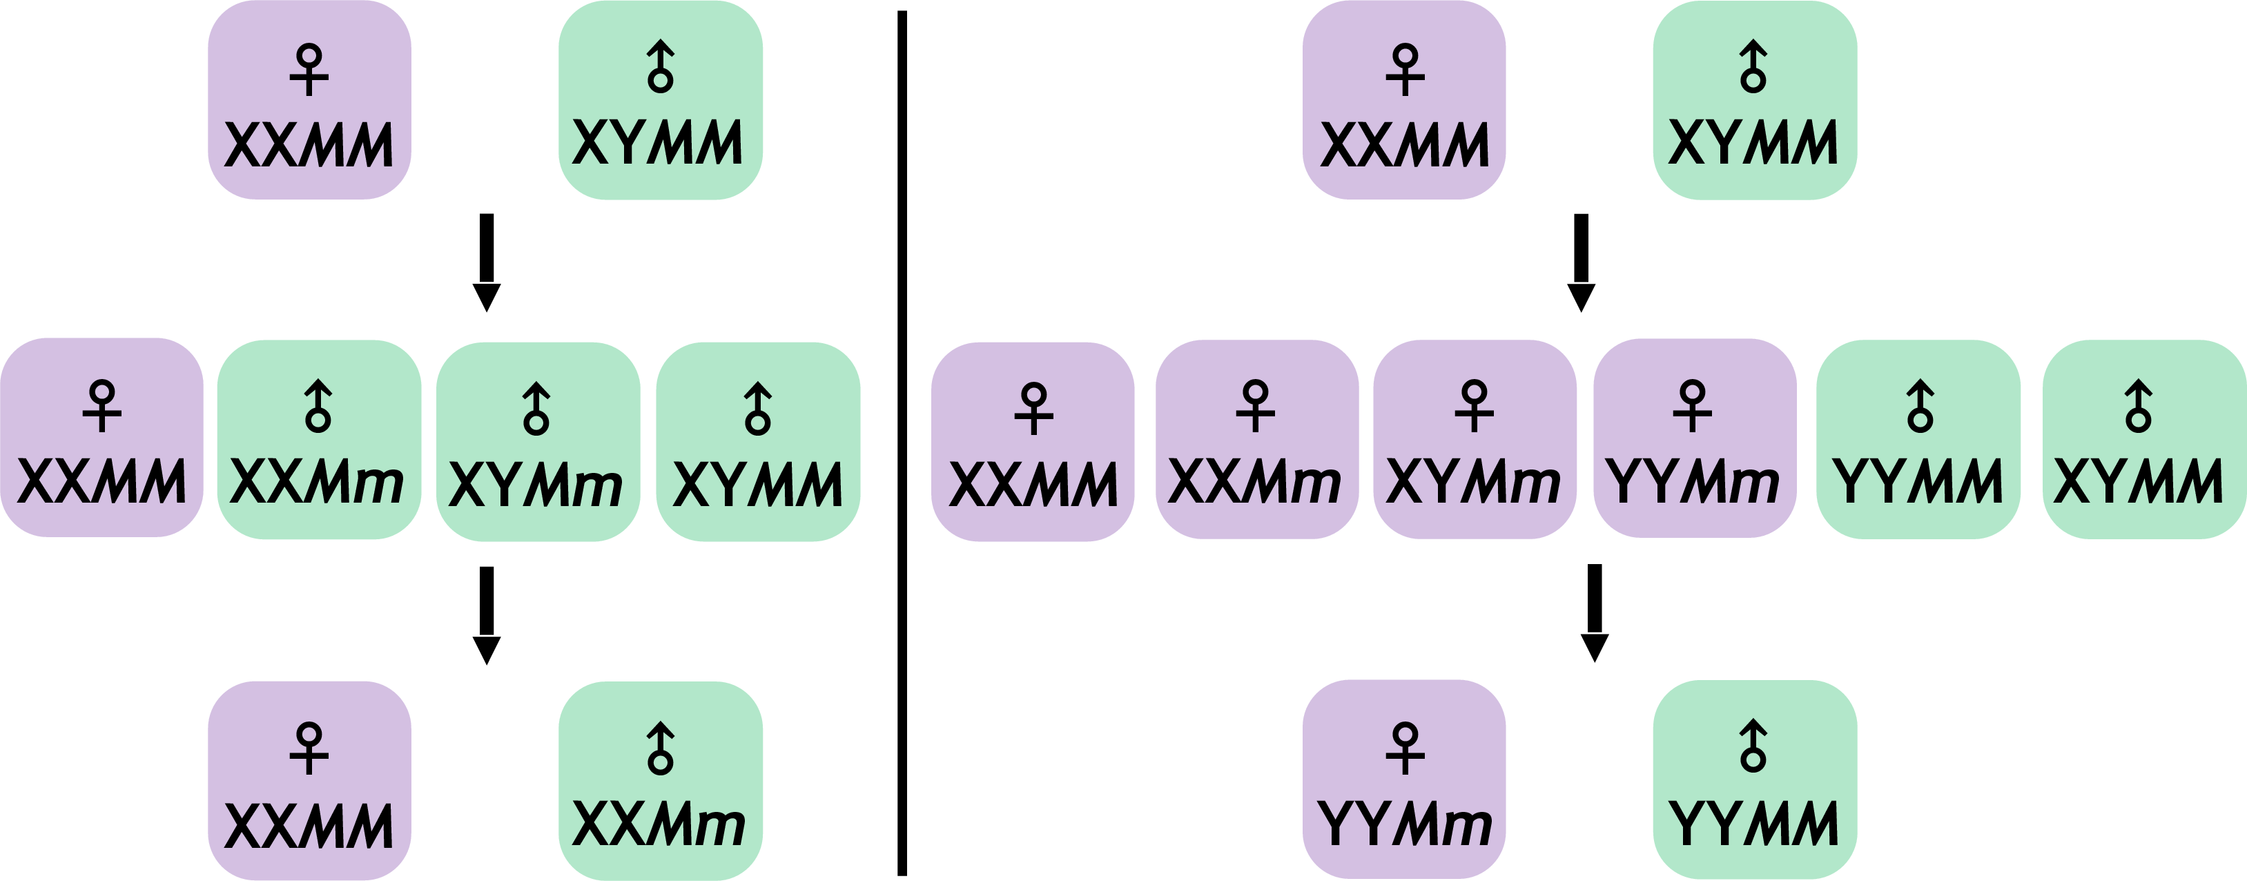 ♀ ♂
XXMM XYMM
♀ ♂ ♂ ♂
XXMM XXMm XYMm XYMM
♀ ♂
XXMM XXMm
♀ ♂
XXMM XYMM
♀ ♀ ♀ ♀ ♂ ♂
XXMM XXMm XYMm YYMm YYMM XYMM
♀ ♂
YYMm YYMM